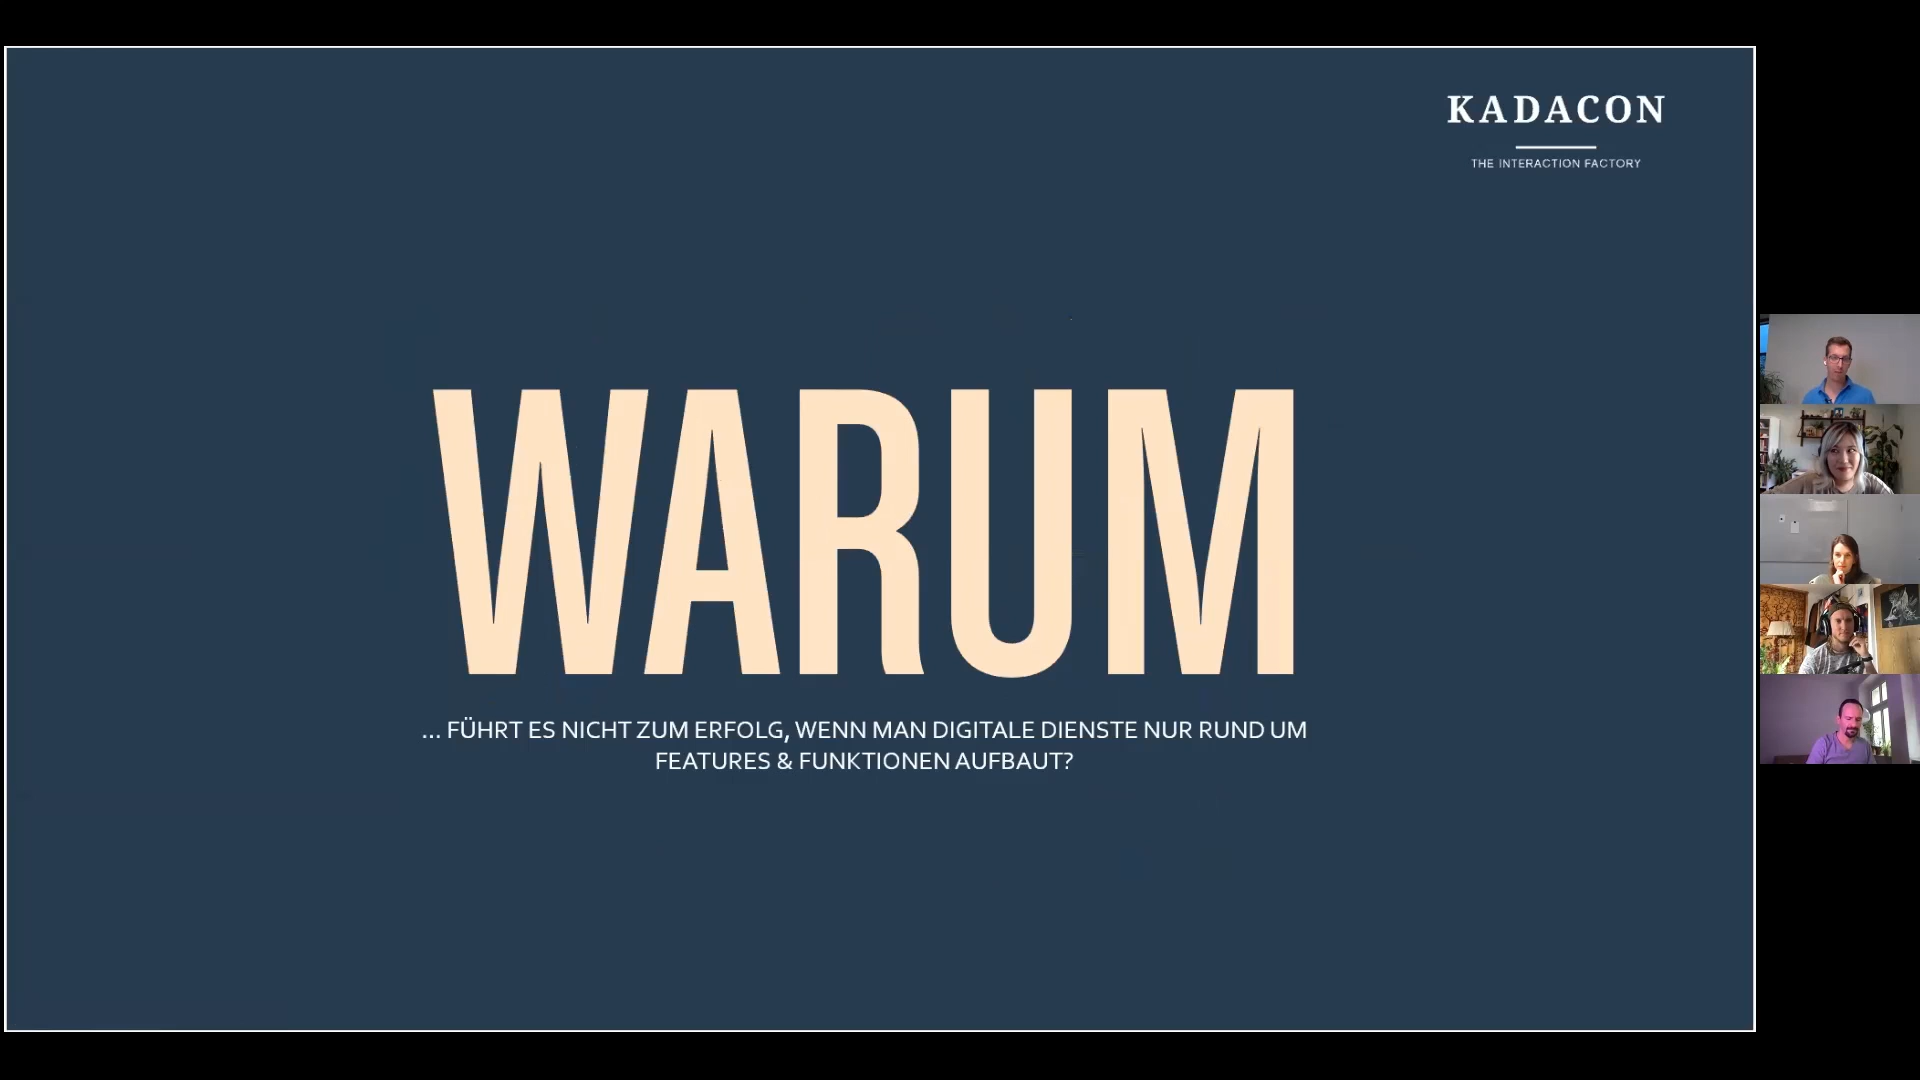 KADACON
THE INTERACTION FACTORY
WARUM
... FÜHRT ES NICHT ZUM ERFOLG, WENN MAN DIGITALE DIENSTE NUR RUND UM
FEATURES & FUNKTIONEN AUFBAUT?